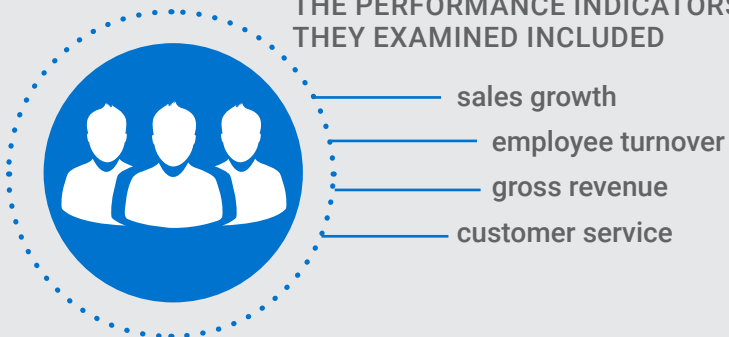 THE PERFORMANCE INDICATORS
THEY EXAMINED INCLUDED
sales growth
employee turnover
gross revenue
customer service